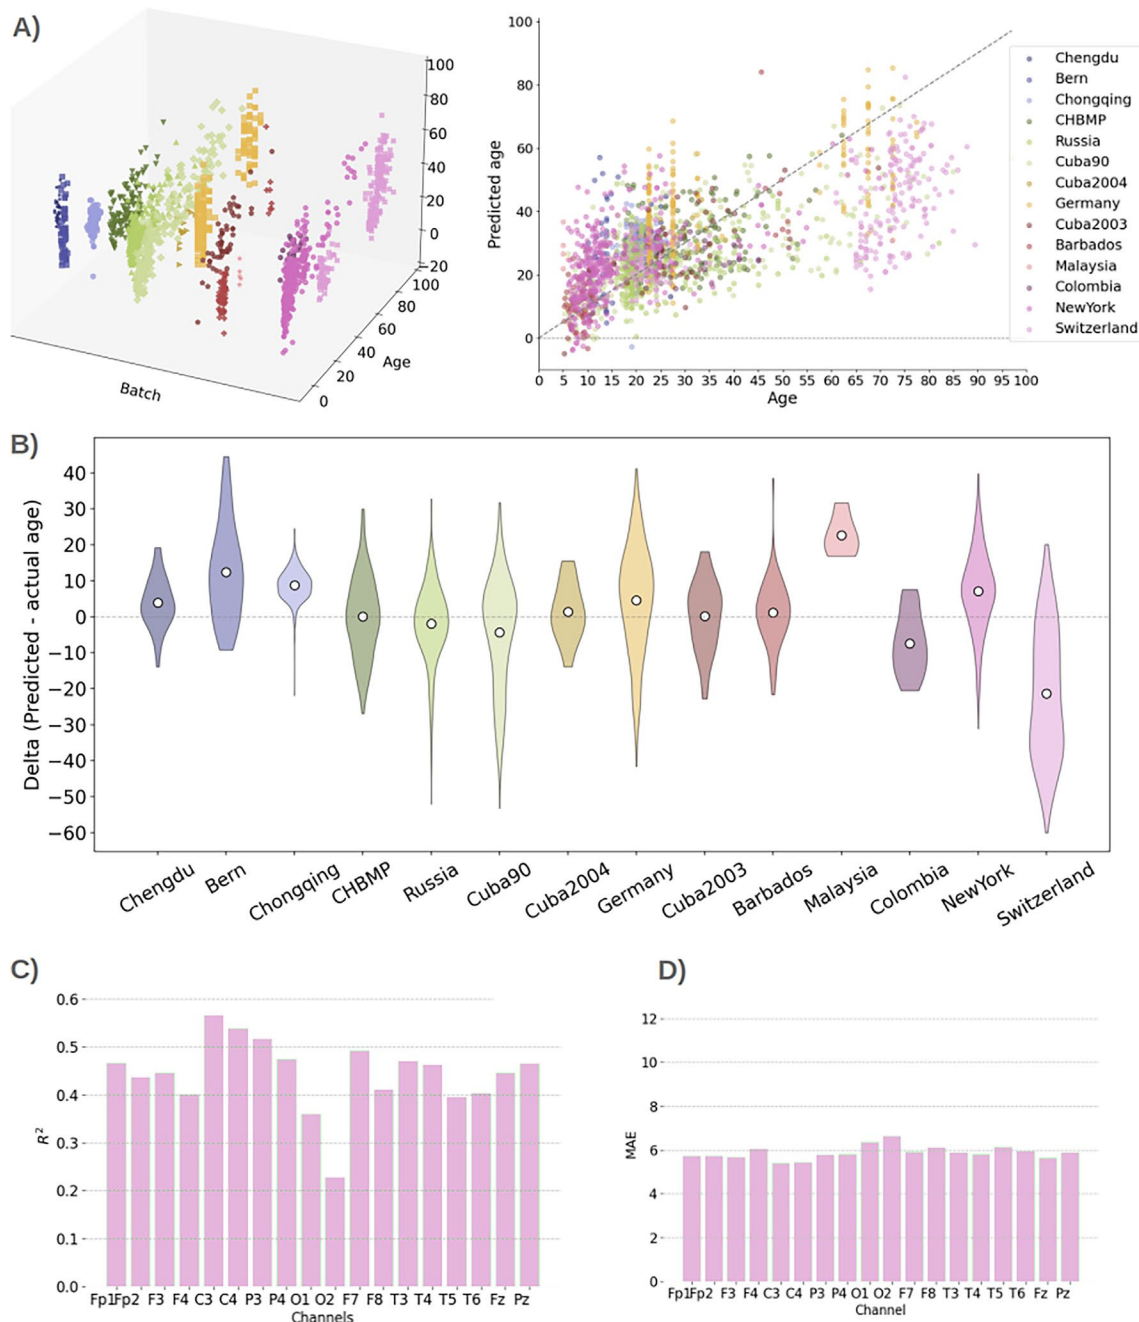 A)
100
80
60
40
20
0
−20
100
80
60
40
20
0
Age
Batch
100
80
60
40
20
0
Predicted age
0 5 10 15 20 25 30 35 40 45 50 55 60 65 70 75 80 85 90 95 100
Age
Chengdu
Bern
Chongqing
CHBMP
Russia
Cuba90
Cuba2004
Germany
Cuba2003
Barbados
Malaysia
Colombia
NewYork
Switzerland
B)
Delta (Predicted - actual age)
40
30
20
10
0
−10
−20
−30
−40
−50
−60
Chengdu Bern Chongqing CHBMP Russia Cuba90 Cuba2004 Germany Cuba2003 Barbados Malaysia Colombia NewYork Switzerland
C)
R²
0.6
0.5
0.4
0.3
0.2
0.1
0.0
Fp1 Fp2 F3 F4 C3 C4 P3 P4 O1 O2 F7 F8 T3 T4 T5 T6 Fz Pz
Channels
D)
MAE
12
10
8
6
4
2
0
Fp1 Fp2 F3 F4 C3 C4 P3 P4 O1 O2 F7 F8 T3 T4 T5 T6 Fz Pz
Channel